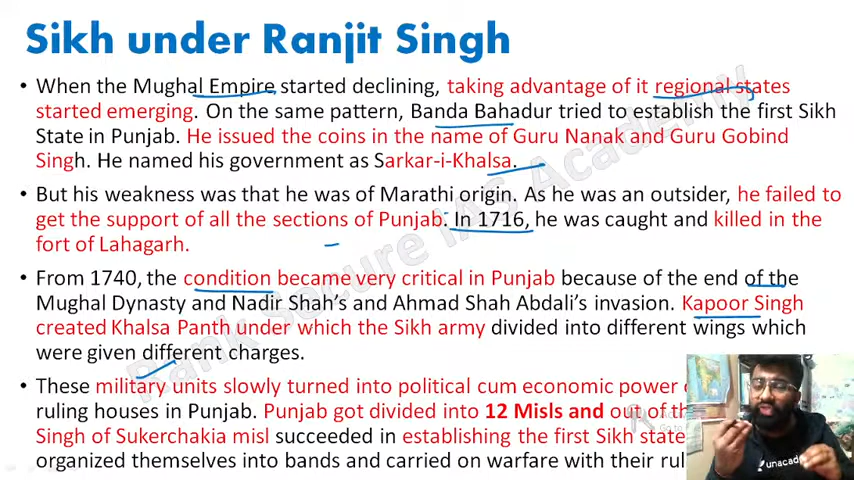 Sikh under Ranjit Singh
• When the Mughal Empire started declining, taking advantage of it regional states
started emerging. On the same pattern, Banda Bahadur tried to establish the first Sikh
State in Punjab. He issued the coins in the name of Guru Nanak and Guru Gobind
Singh. He named his government as Sarkar-i-Khalsa.
• But his weakness was that he was of Marathi origin. As he was an outsider, he failed to
get the support of all the sections of Punjab. In 1716, he was caught and killed in the
fort of Lahagarh.
• From 1740, the condition became very critical in Punjab because of the end of the
Mughal Dynasty and Nadir Shah's and Ahmad Shah Abdali's invasion. Kapoor Singh
created Khalsa Panth under which the Sikh army divided into different wings which
were given different charges.
• These military units slowly turned into political cum economic power
ruling houses in Punjab. Punjab got divided into 12 Misls and out of
Singh of Sukerchakia misl succeeded in establishing the first Sikh state
organized themselves into bands and carried on warfare with their
Rank Secure IAS Academy
unacad